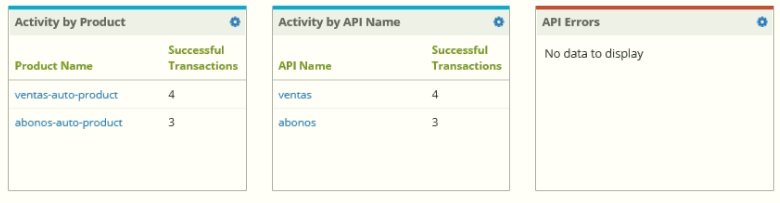 Activity by Product
Product Name Successful Transactions
ventas-auto-product 4
abonos-auto-product 3
Activity by API Name
API Name Successful Transactions
ventas 4
abonos 3
API Errors
No data to display